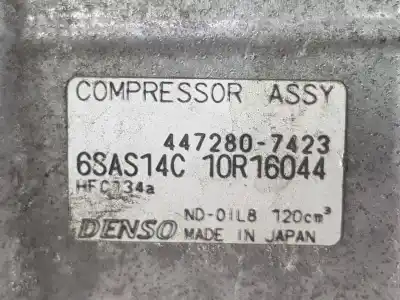 COMPRESSOR ASSY
447280-7423
6SAS14C 10R16044
HFC134a
ND-OIL8 120cm³
DENSO MADE IN JAPAN